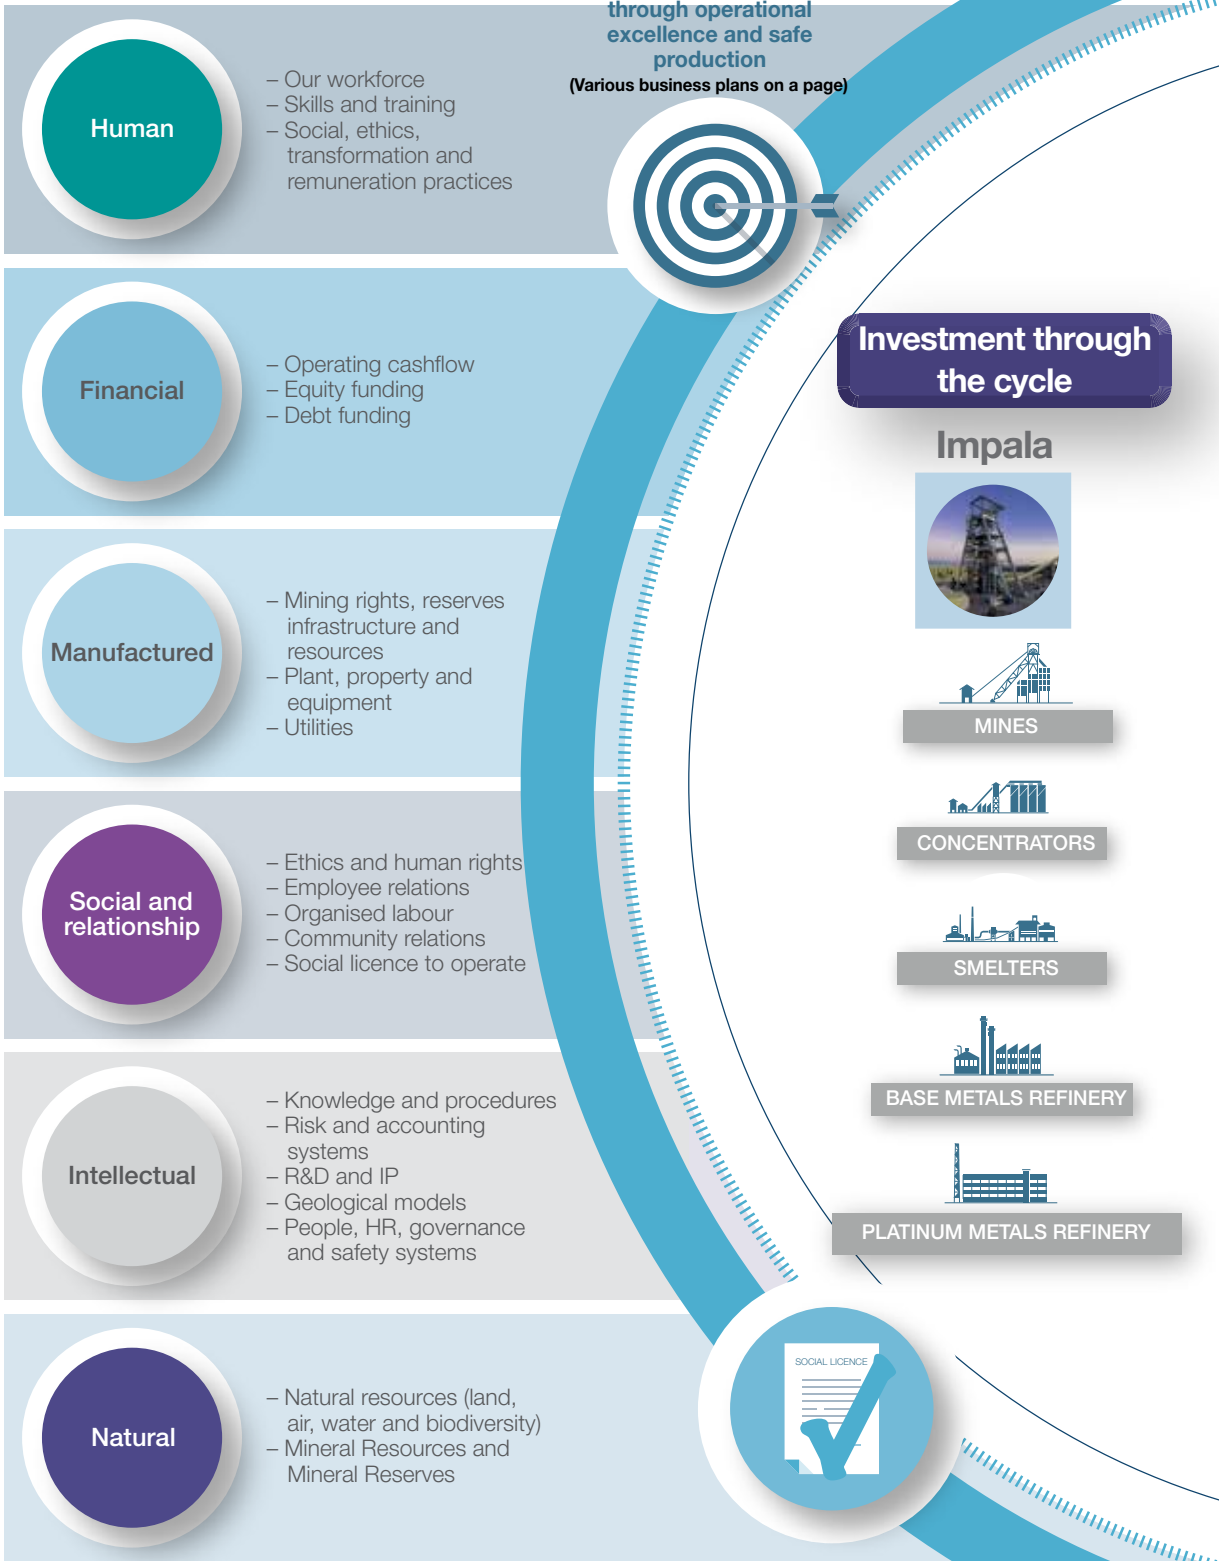 through operational
excellence and safe
production
(Various business plans on a page)
Human
– Our workforce
– Skills and training
– Social, ethics,
transformation and
remuneration practices
Financial
– Operating cashflow
– Equity funding
– Debt funding
Manufactured
– Mining rights, reserves
infrastructure and
resources
– Plant, property and
equipment
– Utilities
Social and
relationship
– Ethics and human rights
– Employee relations
– Organised labour
– Community relations
– Social licence to operate
Intellectual
– Knowledge and procedures
– Risk and accounting
systems
– R&D and IP
– Geological models
– People, HR, governance
and safety systems
Natural
– Natural resources (land,
air, water and biodiversity)
– Mineral Resources and
Mineral Reserves
Investment through
the cycle
Impala
MINES
CONCENTRATORS
SMELTERS
BASE METALS REFINERY
PLATINUM METALS REFINERY
SOCIAL LICENCE